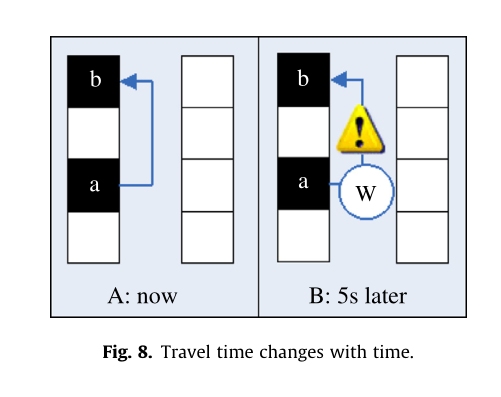 b
a
A: now
b
!
a
W
B: 5s later
Fig. 8. Travel time changes with time.